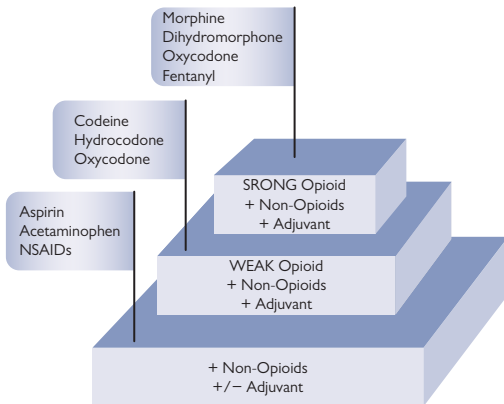 Morphine
Dihydromorphone
Oxycodone
Fentanyl
Codeine
Hydrocodone
Oxycodone
Aspirin
Acetaminophen
NSAIDs
SRONG Opioid
+ Non-Opioids
+ Adjuvant
WEAK Opioid
+ Non-Opioids
+ Adjuvant
+ Non-Opioids
+/− Adjuvant